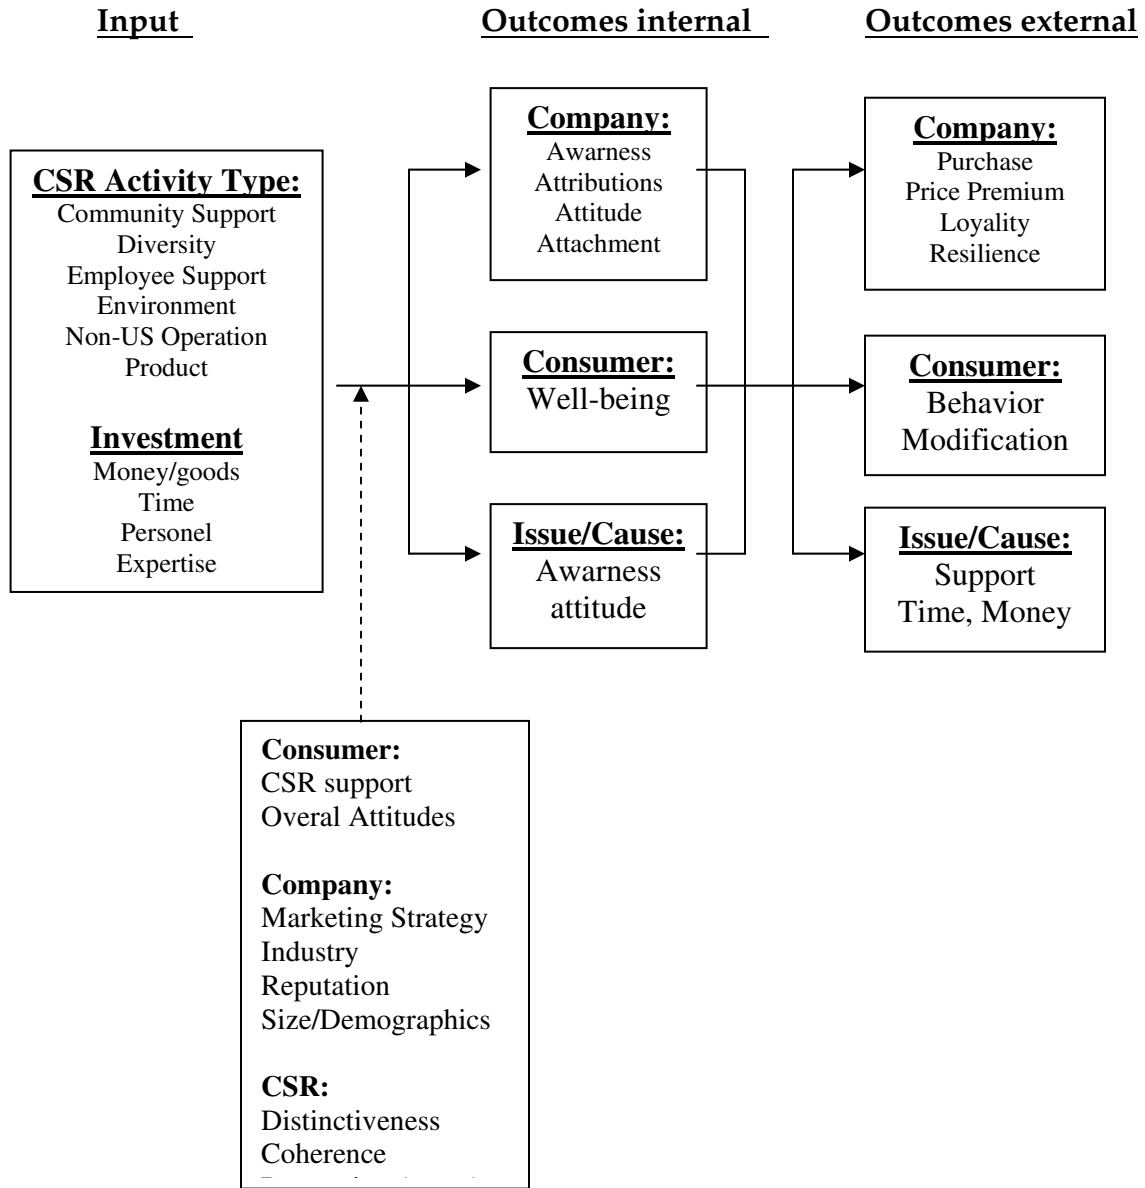 Input
Outcomes internal
Outcomes external
CSR Activity Type:
Community Support
Diversity
Employee Support
Environment
Non-US Operation
Product
Investment
Money/goods
Time
Personel
Expertise
Company:
Awarness
Attributions
Attitude
Attachment
Consumer:
Well-being
Issue/Cause:
Awarness
attitude
Company:
Purchase
Price Premium
Loyality
Resilience
Consumer:
Behavior
Modification
Issue/Cause:
Support
Time, Money
Consumer:
CSR support
Overal Attitudes
Company:
Marketing Strategy
Industry
Reputation
Size/Demographics
CSR:
Distinctiveness
Coherence